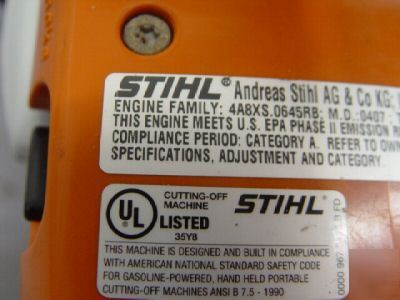 STIHL® Andreas Stihl AG & Co KG:
ENGINE FAMILY: 4A8XS.0645RB; M.D.:0407 -
THIS ENGINE MEETS U.S. EPA PHASE II EMISSION
COMPLIANCE PERIOD: CATEGORY A. REFER TO
SPECIFICATIONS, ADJUSTMENT AND
UL LISTED
35Y8
CUTTING-OFF
MACHINE
STIHL®
THIS MACHINE IS DESIGNED AND BUILT IN COMPLIANCE
WITH AMERICAN NATIONAL STANDARD SAFETY CODE
FOR GASOLINE-POWERED, HAND HELD PORTABLE
CUTTING-OFF MACHINES ANSI B 7.5 - 1990
0000 967
FD